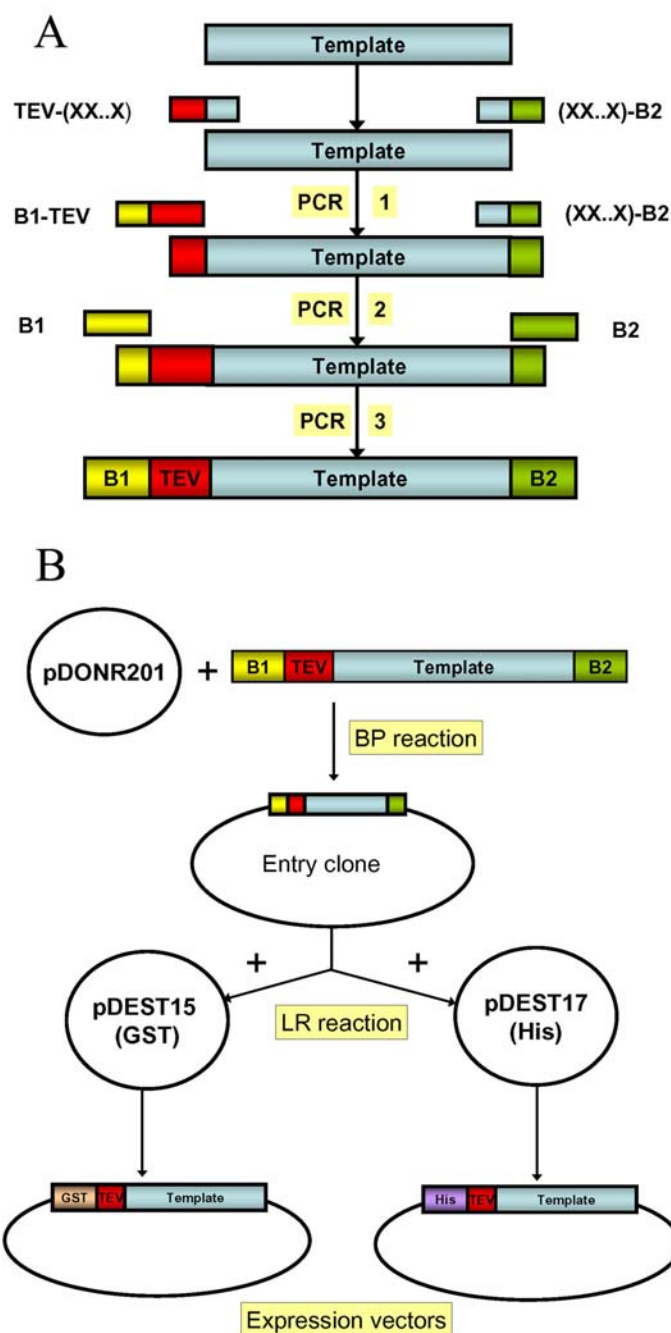 A
Template
TEV-(XX..X)
(XX..X)-B2
Template
PCR 1
B1-TEV
(XX..X)-B2
Template
PCR 2
B1
B2
Template
PCR 3
B1 TEV Template B2
B
pDONR201 + B1 TEV Template B2
BP reaction
Entry clone
+ +
pDEST15
(GST)
LR reaction
pDEST17
(His)
GST TEV Template
His TEV Template
Expression vectors